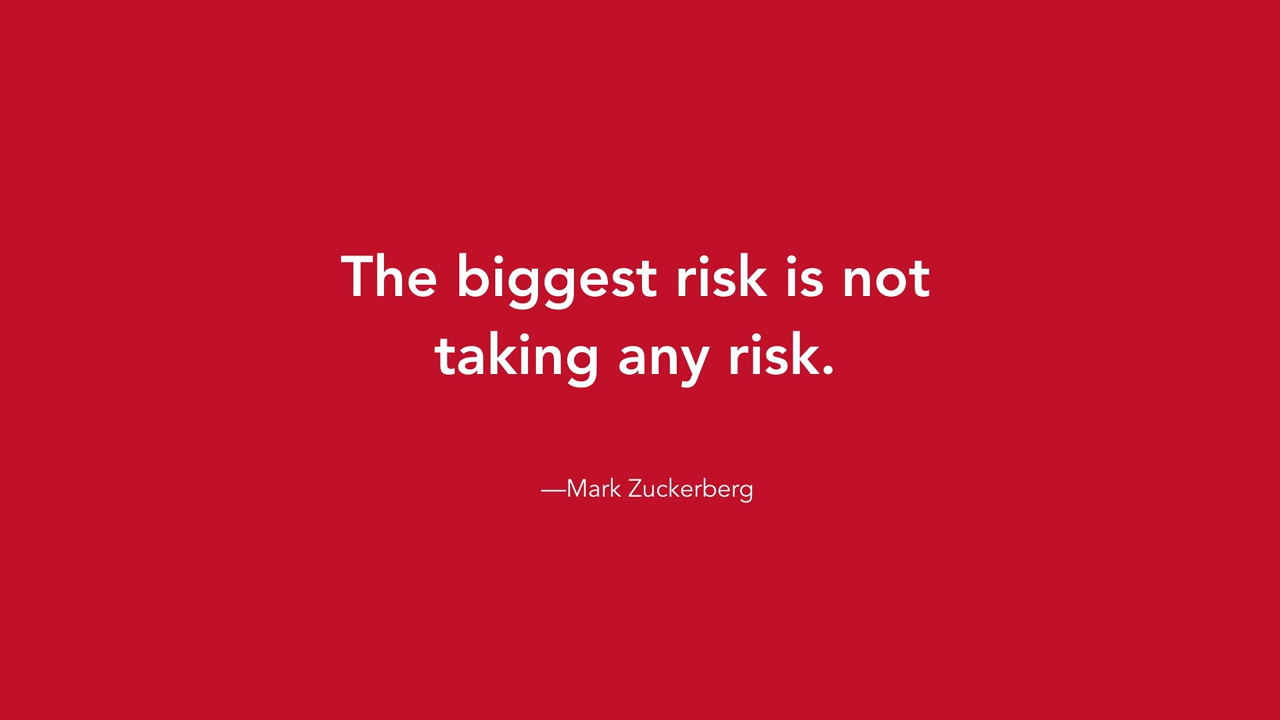 The biggest risk is not
taking any risk.
—Mark Zuckerberg